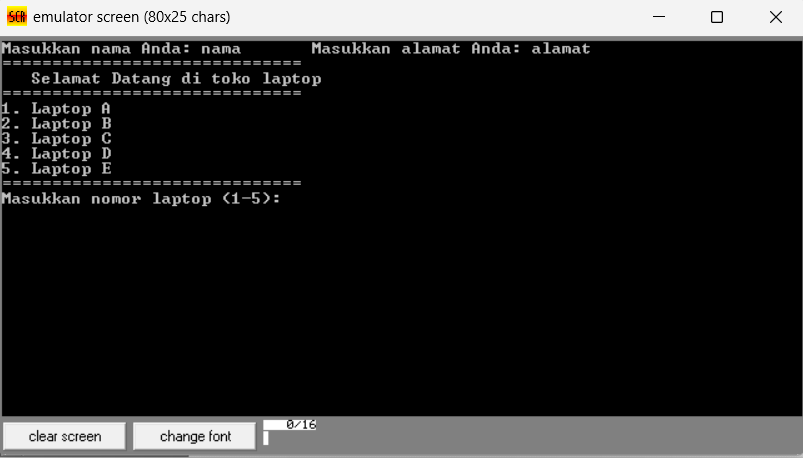 SCR emulator screen (80x25 chars)
Masukkan nama Anda: nama       Masukkan alamat Anda: alamat
==============================
   Selamat Datang di toko laptop
==============================
1. Laptop A
2. Laptop B
3. Laptop C
4. Laptop D
5. Laptop E
==============================
Masukkan nomor laptop (1-5):
clear screen change font 0/16